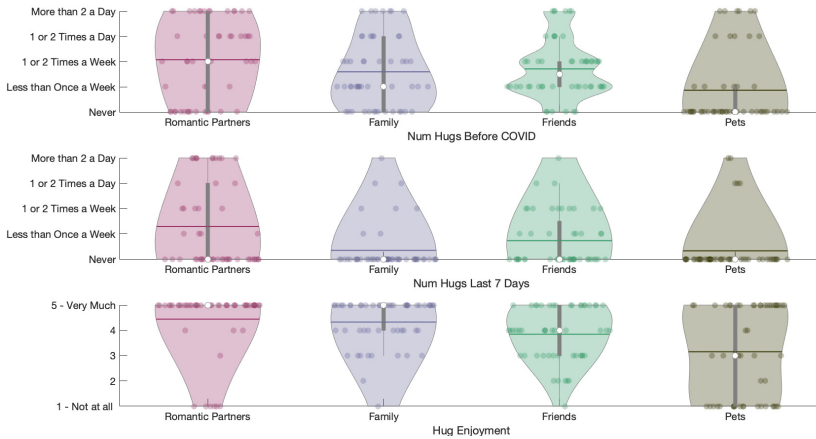 More than 2 a Day
1 or 2 Times a Day
1 or 2 Times a Week
Less than Once a Week
Never
Romantic Partners Family Friends Pets
Num Hugs Before COVID
More than 2 a Day
1 or 2 Times a Day
1 or 2 Times a Week
Less than Once a Week
Never
Romantic Partners Family Friends Pets
Num Hugs Last 7 Days
5 - Very Much
4
3
2
1 - Not at all
Romantic Partners Family Friends Pets
Hug Enjoyment